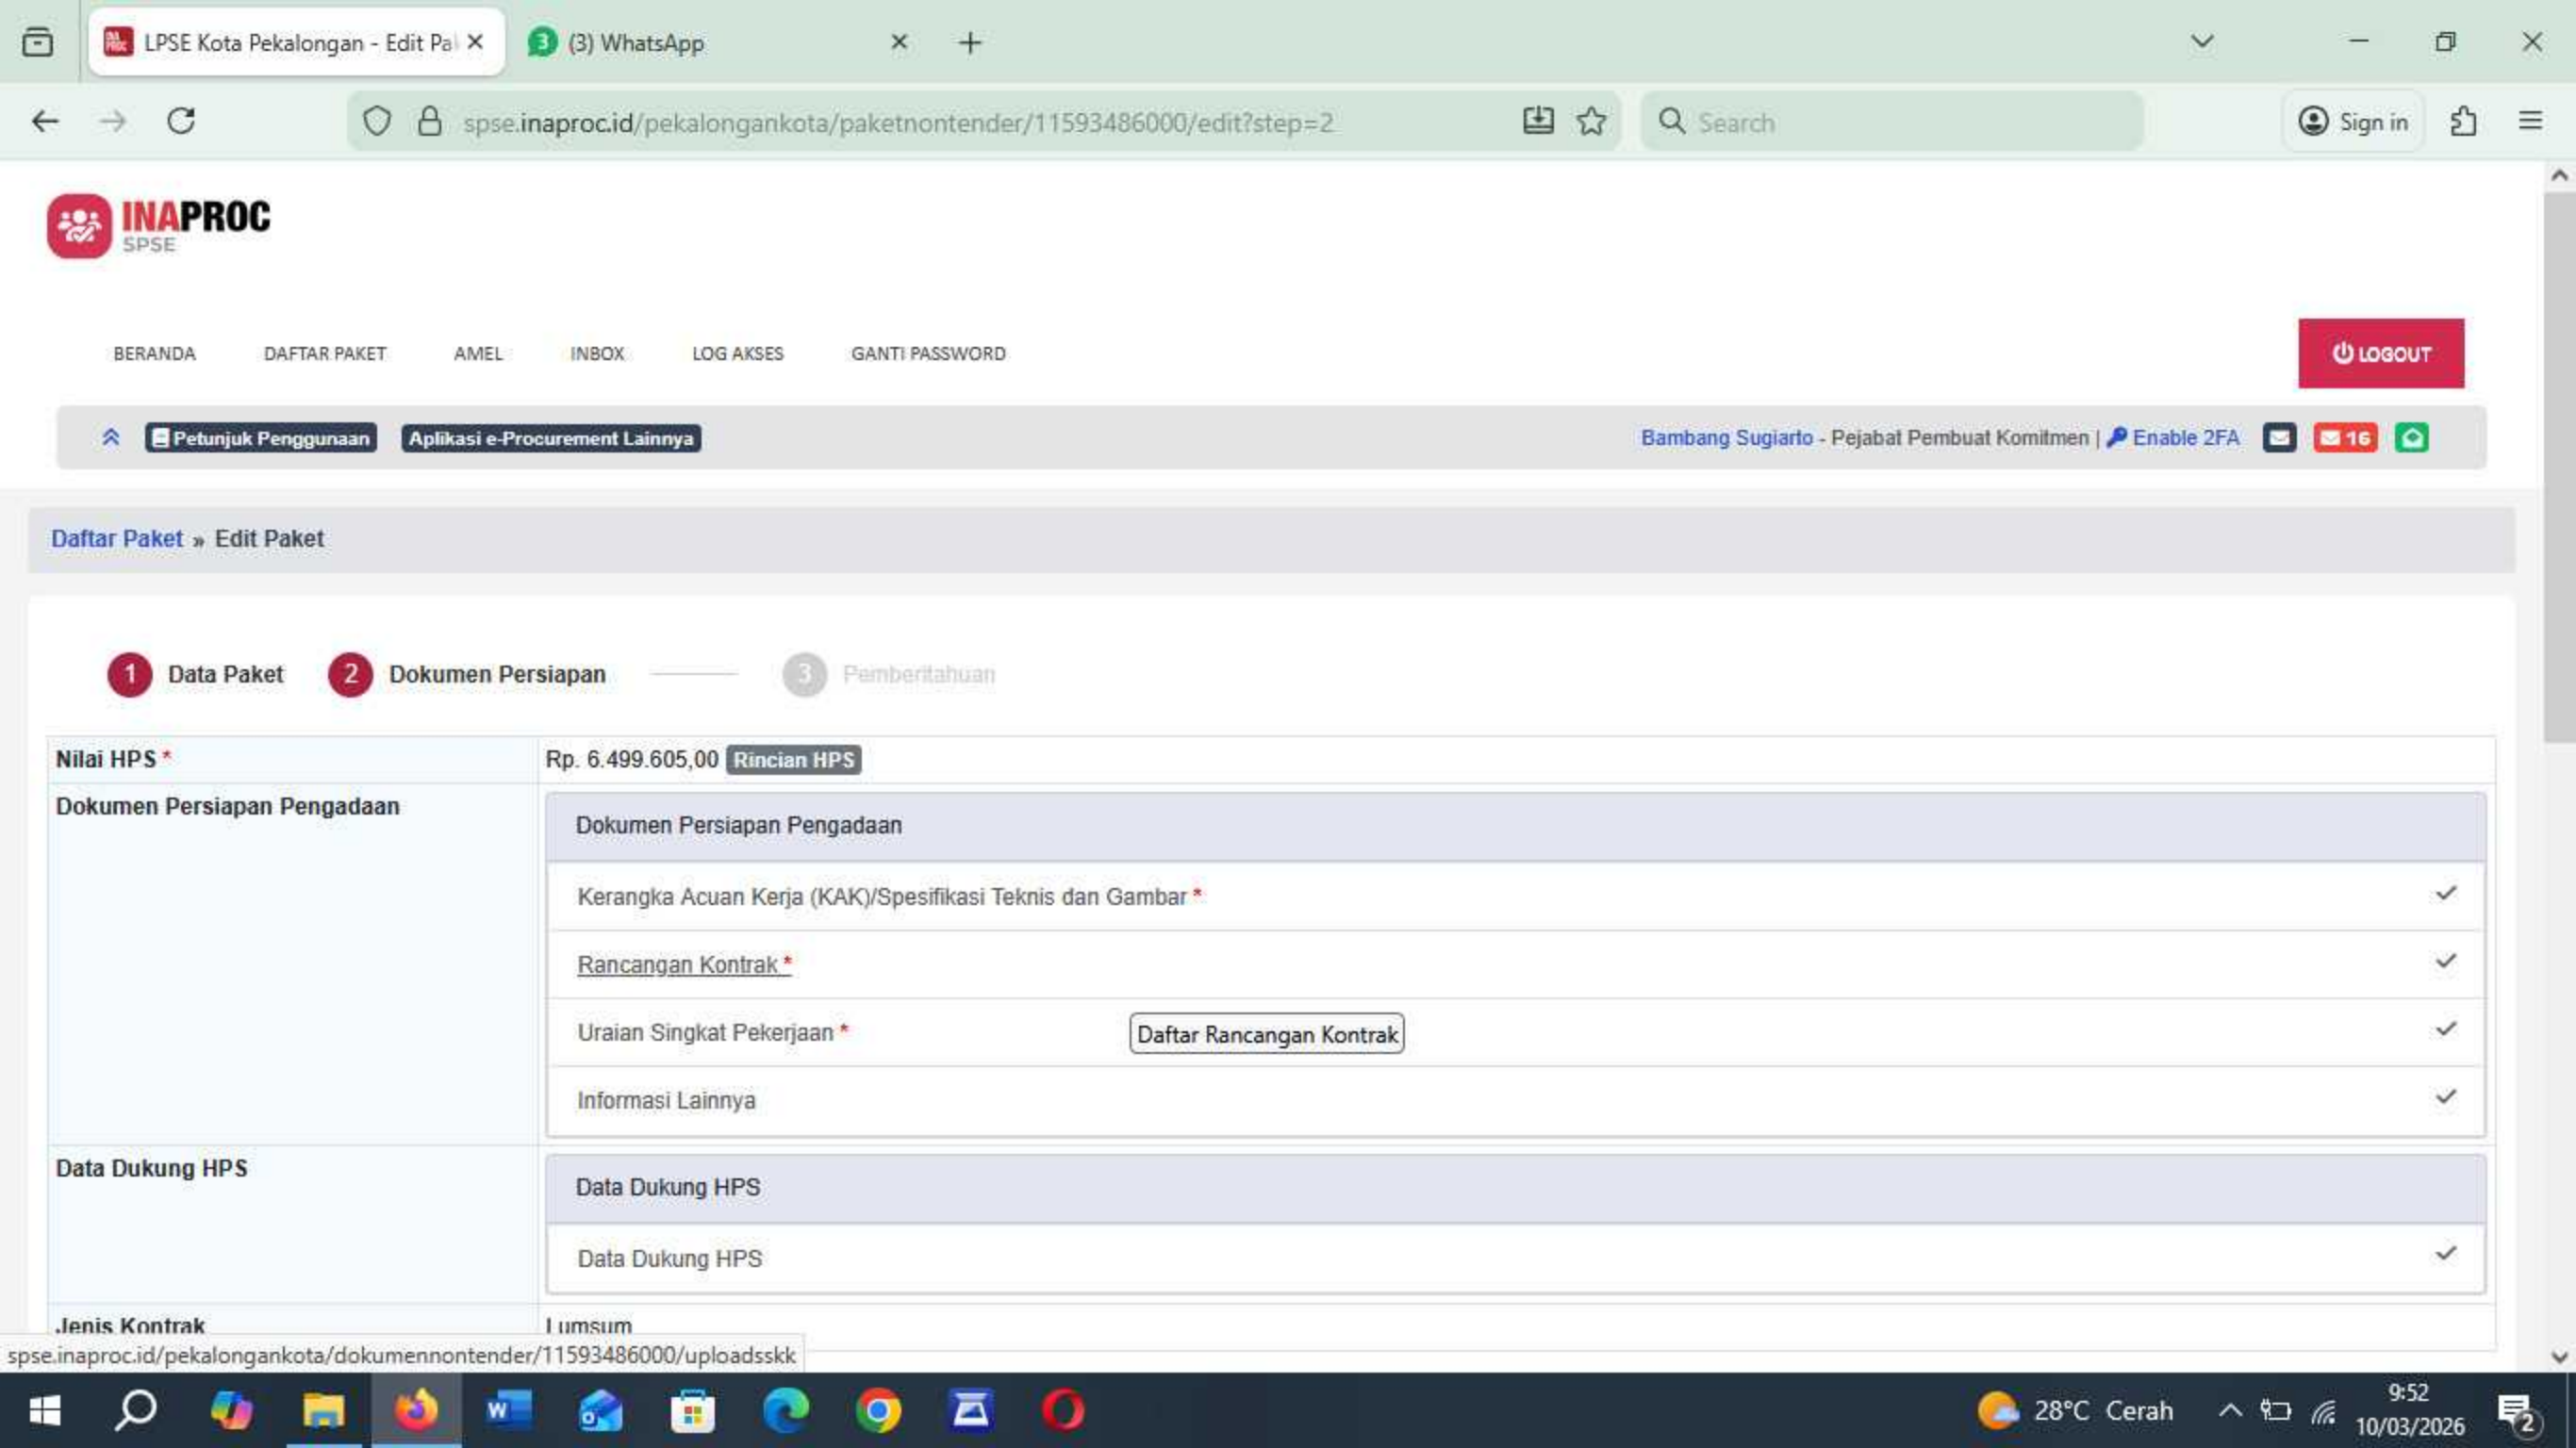 LPSE Kota Pekalongan - Edit Pa
3 (3) WhatsApp
spse.inaproc.id/pekalongankota/paketnontender/11593486000/edit?step=2
Search
Sign in
INAPROC
SPSE
BERANDA DAFTAR PAKET AMEL INBOX LOG AKSES GANTI PASSWORD
LOGOUT
Petunjuk Penggunaan Aplikasi e-Procurement Lainnya
Bambang Sugiarto - Pejabat Pembuat Komitmen | Enable 2FA 16
Daftar Paket » Edit Paket
1 Data Paket 2 Dokumen Persiapan 3 Pemberitahuan
Nilai HPS * Rp. 6.499.605,00 Rincian HPS
Dokumen Persiapan Pengadaan
Dokumen Persiapan Pengadaan
Kerangka Acuan Kerja (KAK)/Spesifikasi Teknis dan Gambar *
Rancangan Kontrak *
Uraian Singkat Pekerjaan *
Daftar Rancangan Kontrak
Informasi Lainnya
Data Dukung HPS
Data Dukung HPS
Data Dukung HPS
Jenis Kontrak Lumsum
spse.inaproc.id/pekalongankota/dokumennontender/11593486000/uploadsskk
28°C Cerah
9:52
10/03/2026
2